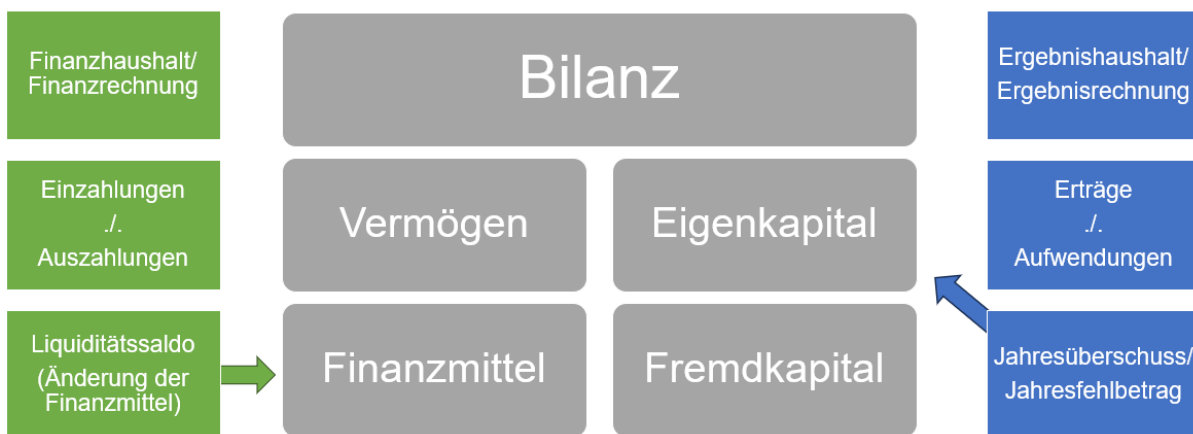 Finanzhaushalt/
Finanzrechnung
Einzahlungen
./.
Auszahlungen
Liquiditätssaldo
(Änderung der
Finanzmittel)
Bilanz
Vermögen
Eigenkapital
Finanzmittel
Fremdkapital
Ergebnishaushalt/
Ergebnisrechnung
Erträge
./.
Aufwendungen
Jahresüberschuss/
Jahresfehlbetrag